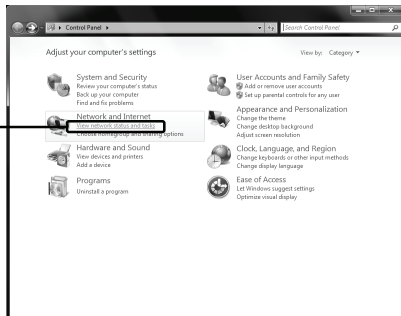 Control Panel
Search Control Panel
Adjust your computer's settings
View by: Category
System and Security
Review your computer's status
Back up your computer
Find and fix problems
Network and Internet
View network status and tasks
Choose homegroup and sharing options
Hardware and Sound
View devices and printers
Add a device
Programs
Uninstall a program
User Accounts and Family Safety
Add or remove user accounts
Set up parental controls for any user
Appearance and Personalization
Change the theme
Change desktop background
Adjust screen resolution
Clock, Language, and Region
Change keyboards or other input methods
Change display language
Ease of Access
Let Windows suggest settings
Optimize visual display